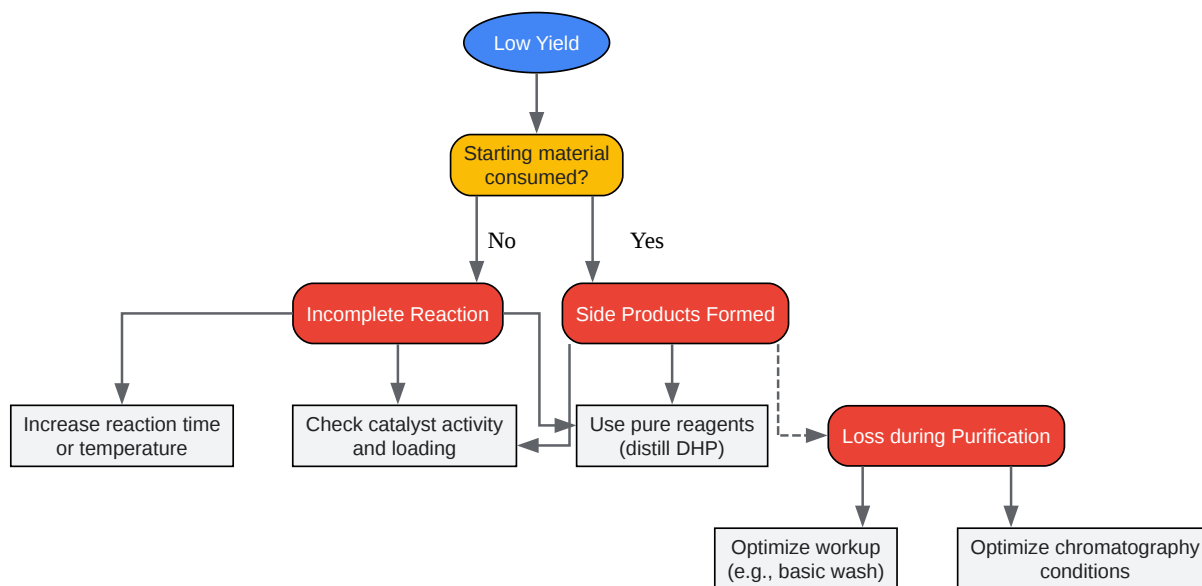 Low Yield
Starting material
consumed?
No
Yes
Incomplete Reaction
Side Products Formed
Increase reaction time
or temperature
Check catalyst activity
and loading
Use pure reagents
(distill DHP)
Loss during Purification
Optimize workup
(e.g., basic wash)
Optimize chromatography
conditions